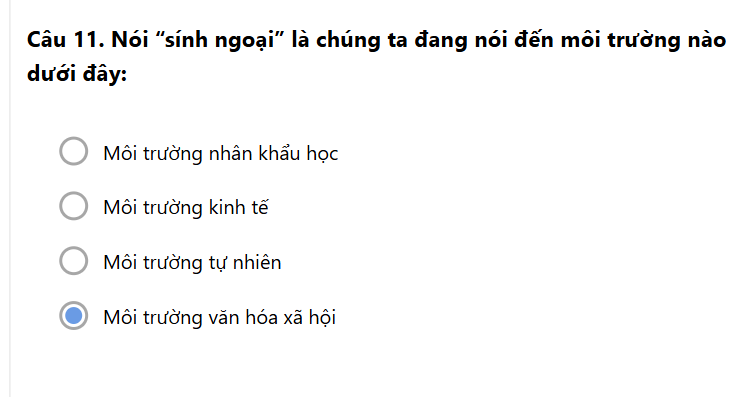 Câu 11. Nói “sính ngoại” là chúng ta đang nói đến môi trường nào
dưới đây:
Môi trường nhân khẩu học
Môi trường kinh tế
Môi trường tự nhiên
Môi trường văn hóa xã hội